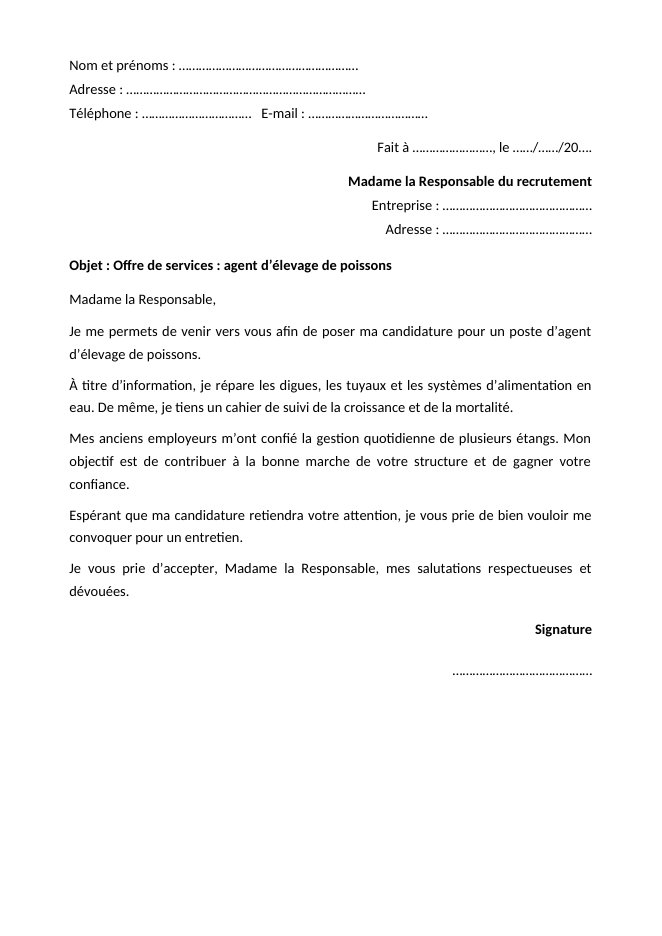 Nom et prénoms : ……………………………………………
Adresse : ……………………………………………………………
Téléphone : …………………………… E-mail : ……………………………
Fait à ……………………, le ……/……/20….
Madame la Responsable du recrutement
Entreprise : ………………………………………
Adresse : ………………………………………
Objet : Offre de services : agent d’élevage de poissons
Madame la Responsable,
Je me permets de venir vers vous afin de poser ma candidature pour un poste d’agent
d’élevage de poissons.
À titre d’information, je répare les digues, les tuyaux et les systèmes d’alimentation en
eau. De même, je tiens un cahier de suivi de la croissance et de la mortalité.
Mes anciens employeurs m’ont confié la gestion quotidienne de plusieurs étangs. Mon
objectif est de contribuer à la bonne marche de votre structure et de gagner votre
confiance.
Espérant que ma candidature retiendra votre attention, je vous prie de bien vouloir me
convoquer pour un entretien.
Je vous prie d’accepter, Madame la Responsable, mes salutations respectueuses et
dévouées.
Signature
……………………………………